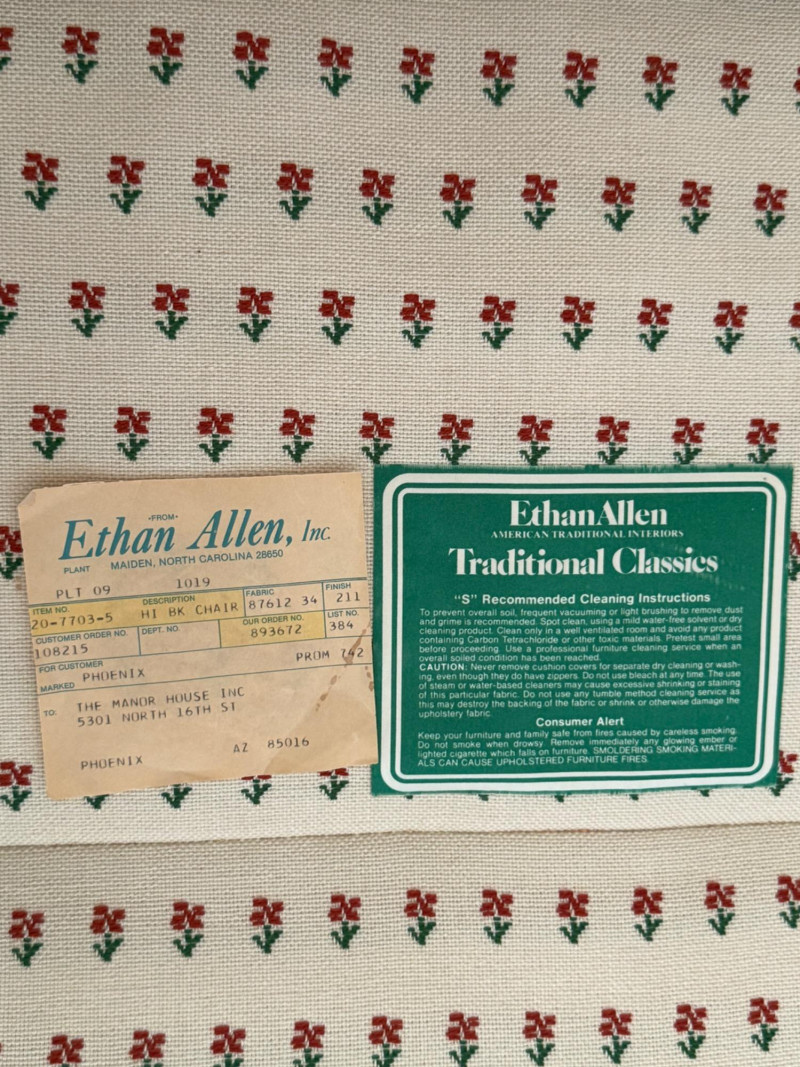 •FROM•
Ethan Allen, Inc.
PLANT MAIDEN, NORTH CAROLINA 28650
PLT 09 1019
ITEM NO. DESCRIPTION FABRIC FINISH
20-7703-5 HI BK CHAIR 87612 34 211
CUSTOMER ORDER NO. DEPT. NO. OUR ORDER NO. LIST NO.
108215 893672 384
FOR CUSTOMER PROM 742
MARKED PHOENIX
TO: THE MANOR HOUSE INC
5301 NORTH 16TH ST
PHOENIX AZ 85016
EthanAllen
AMERICAN TRADITIONAL INTERIORS
Traditional Classics
"S" Recommended Cleaning Instructions
To prevent overall soil, frequent vacuuming or light brushing to remove dust
and grime is recommended. Spot clean, using a mild water-free solvent or dry
cleaning product. Clean only in a well ventilated room and avoid any product
containing Carbon Tetrachloride or other toxic materials. Pretest small area
before proceeding. Use a professional furniture cleaning service when an
overall soiled condition has been reached.
CAUTION: Never remove cushion covers for separate dry cleaning or wash-
ing, even though they do have zippers. Do not use bleach at any time. The use
of steam or water-based cleaners may cause excessive shrinking or staining
of this particular fabric. Do not use any tumble method cleaning service as
this may destroy the backing of the fabric or shrink or otherwise damage the
upholstery fabric.
Consumer Alert
Keep your furniture and family safe from fires caused by careless smoking.
Do not smoke when drowsy. Remove immediately any glowing ember or
lighted cigarette which falls on furniture. SMOLDERING SMOKING MATERI-
ALS CAN CAUSE UPHOLSTERED FURNITURE FIRES.